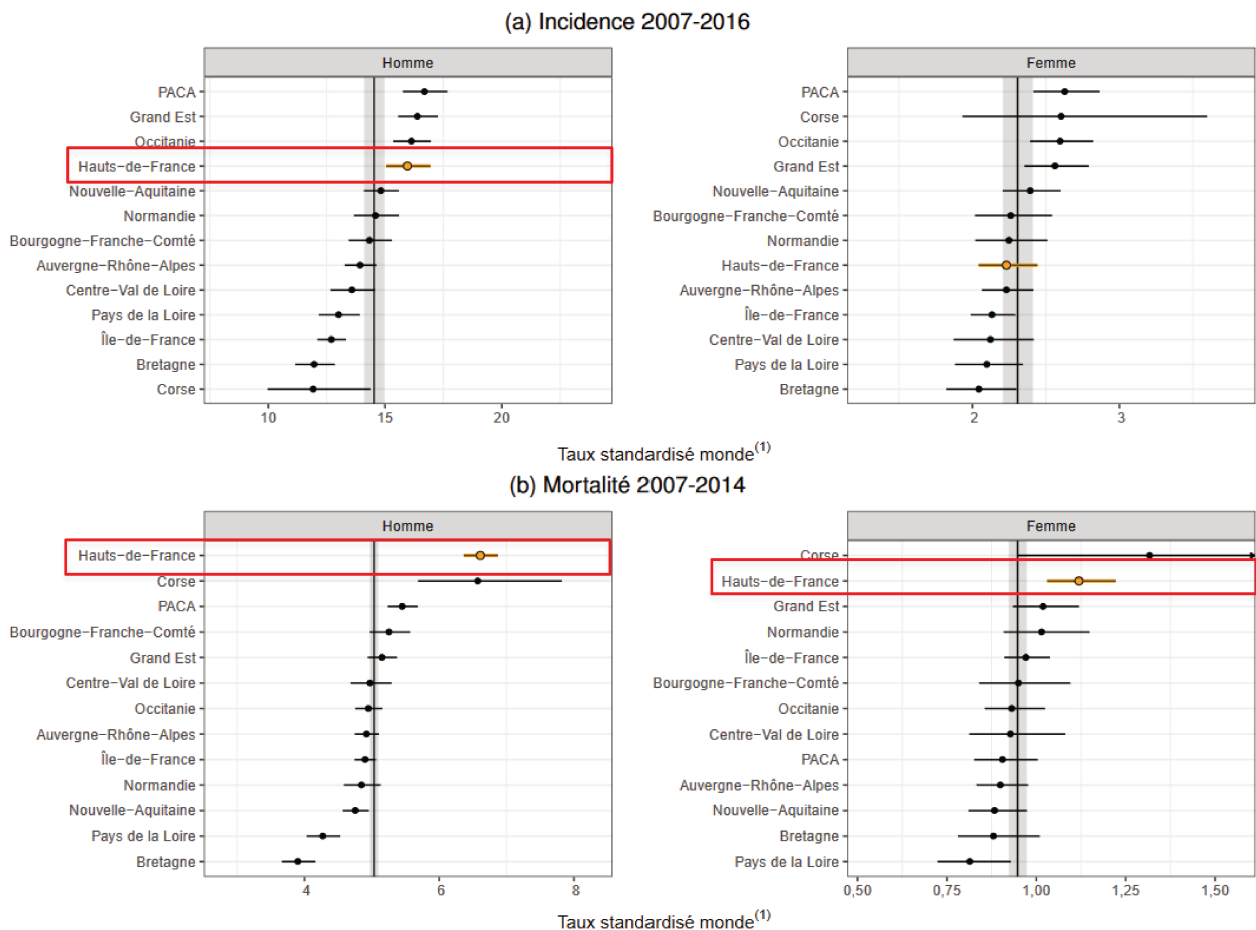 (a) Incidence 2007-2016
Homme
PACA
Grand Est
Occitanie
Hauts-de-France
Nouvelle-Aquitaine
Normandie
Bourgogne-Franche-Comté
Auvergne-Rhône-Alpes
Centre-Val de Loire
Pays de la Loire
Île-de-France
Bretagne
Corse
10 15 20
Femme
PACA
Corse
Occitanie
Grand Est
Nouvelle-Aquitaine
Bourgogne-Franche-Comté
Normandie
Hauts-de-France
Auvergne-Rhône-Alpes
Île-de-France
Centre-Val de Loire
Pays de la Loire
Bretagne
2 3
Taux standardisé monde(1)
(b) Mortalité 2007-2014
Homme
Hauts-de-France
Corse
PACA
Bourgogne-Franche-Comté
Grand Est
Centre-Val de Loire
Occitanie
Auvergne-Rhône-Alpes
Île-de-France
Normandie
Nouvelle-Aquitaine
Pays de la Loire
Bretagne
4 6 8
Femme
Corse
Hauts-de-France
Grand Est
Normandie
Île-de-France
Bourgogne-Franche-Comté
Occitanie
Centre-Val de Loire
PACA
Auvergne-Rhône-Alpes
Nouvelle-Aquitaine
Bretagne
Pays de la Loire
0,50 0,75 1,00 1,25 1,50
Taux standardisé monde(1)